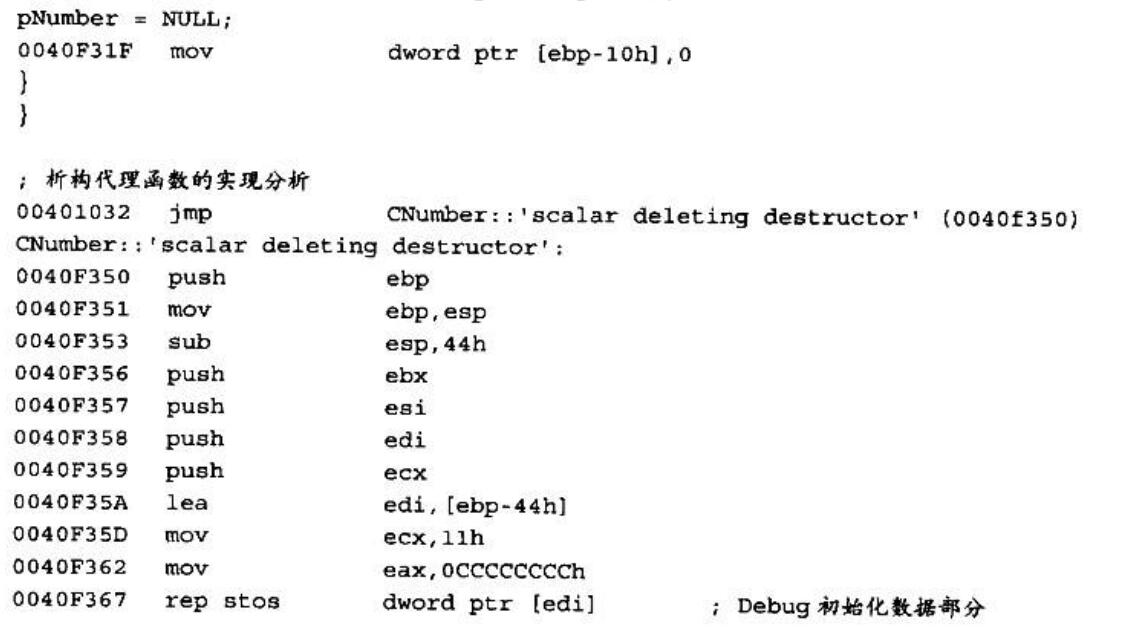 pNumber = NULL;
0040F31F mov dword ptr [ebp-10h],0
}
}
; 析构代理函数的实现分析
00401032 jmp CNumber::'scalar deleting destructor' (0040f350)
CNumber::'scalar deleting destructor':
0040F350 push ebp
0040F351 mov ebp,esp
0040F353 sub esp,44h
0040F356 push ebx
0040F357 push esi
0040F358 push edi
0040F359 push ecx
0040F35A lea edi,[ebp-44h]
0040F35D mov ecx,11h
0040F362 mov eax,0CCCCCCCCh
0040F367 rep stos dword ptr [edi] ; Debug 初始化数据部分